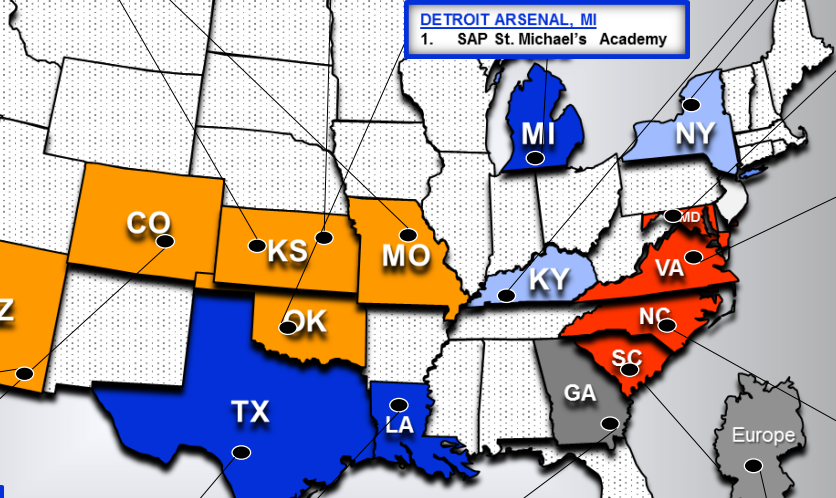 DETROIT ARSENAL, MI
1. SAP St. Michael's Academy
MI
NY
CO
KS
MO
KY
MD
VA
Z
OK
NC
SC
GA
TX
LA
Europe